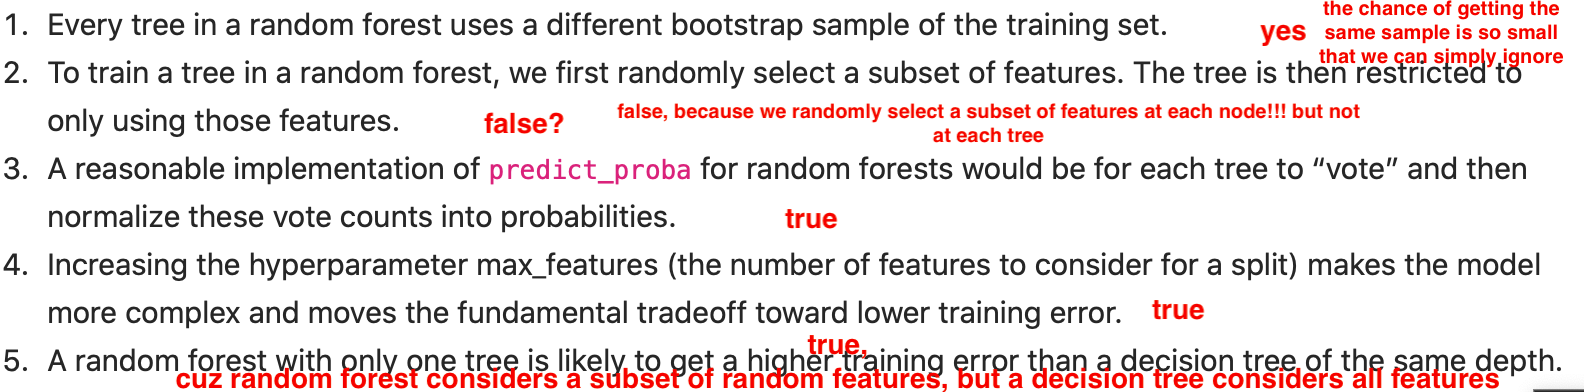 the chance of getting the
1. Every tree in a random forest uses a different bootstrap sample of the training set.
yes same sample is so small
that we can simply ignore
2. To train a tree in a random forest, we first randomly select a subset of features. The tree is then restricted to
only using those features.
false?
false, because we randomly select a subset of features at each node!!! but not
at each tree
3. A reasonable implementation of predict_proba for random forests would be for each tree to “vote” and then
normalize these vote counts into probabilities.
true
4. Increasing the hyperparameter max_features (the number of features to consider for a split) makes the model
more complex and moves the fundamental tradeoff toward lower training error.
true
true,
5. A random forest with only one tree is likely to get a higher training error than a decision tree of the same depth.
cuz random forest considers a subset of random features, but a decision tree considers all features